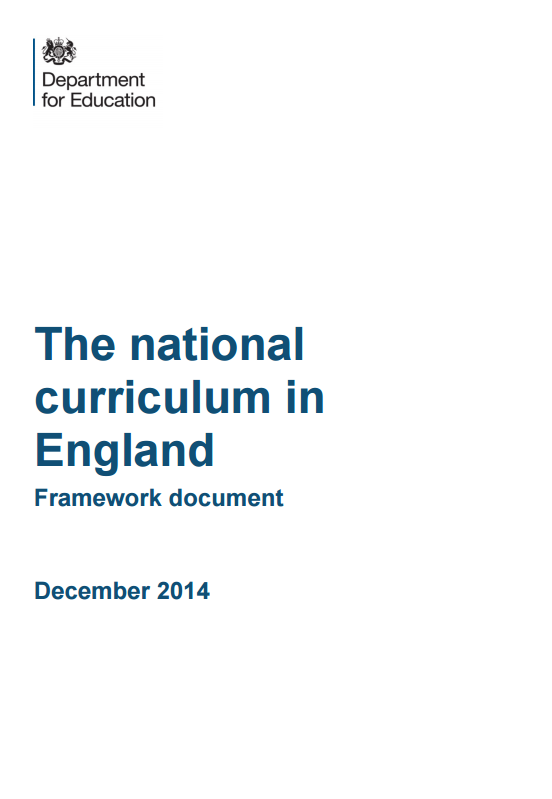 Department
for Education
The national
curriculum in
England
Framework document
December 2014